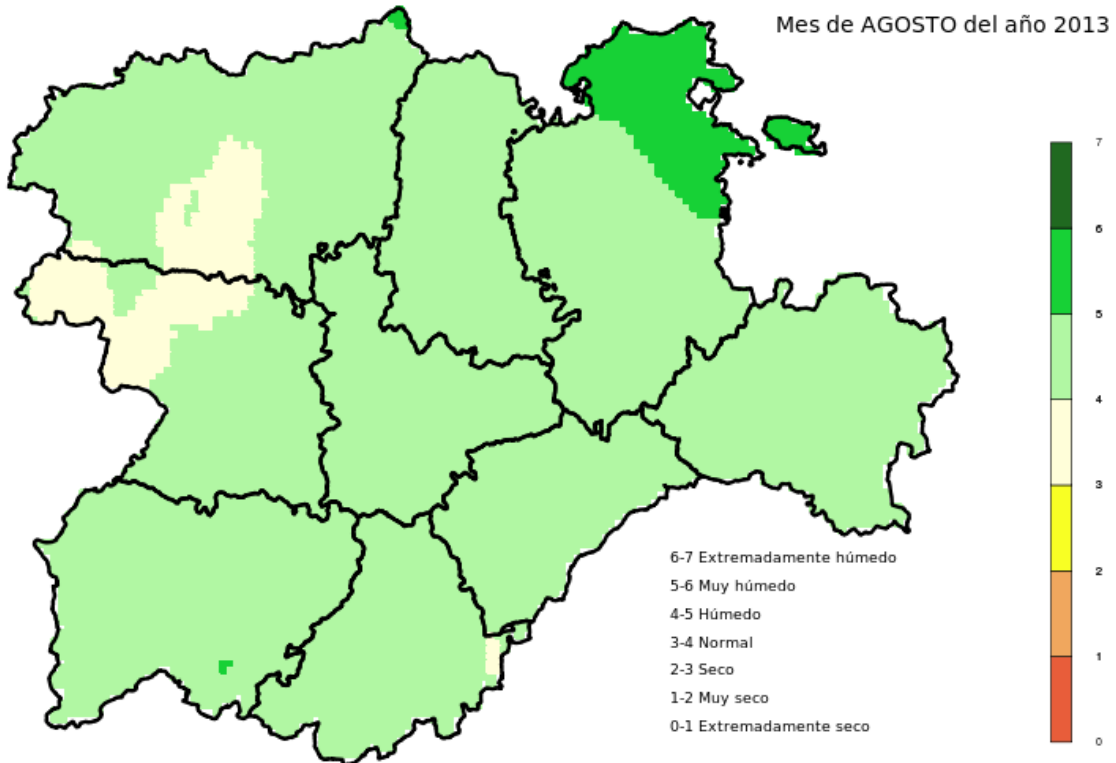 Mes de AGOSTO del año 2013
7
6
5
4
3
2
1
0
6-7 Extremadamente húmedo
5-6 Muy húmedo
4-5 Húmedo
3-4 Normal
2-3 Seco
1-2 Muy seco
0-1 Extremadamente seco